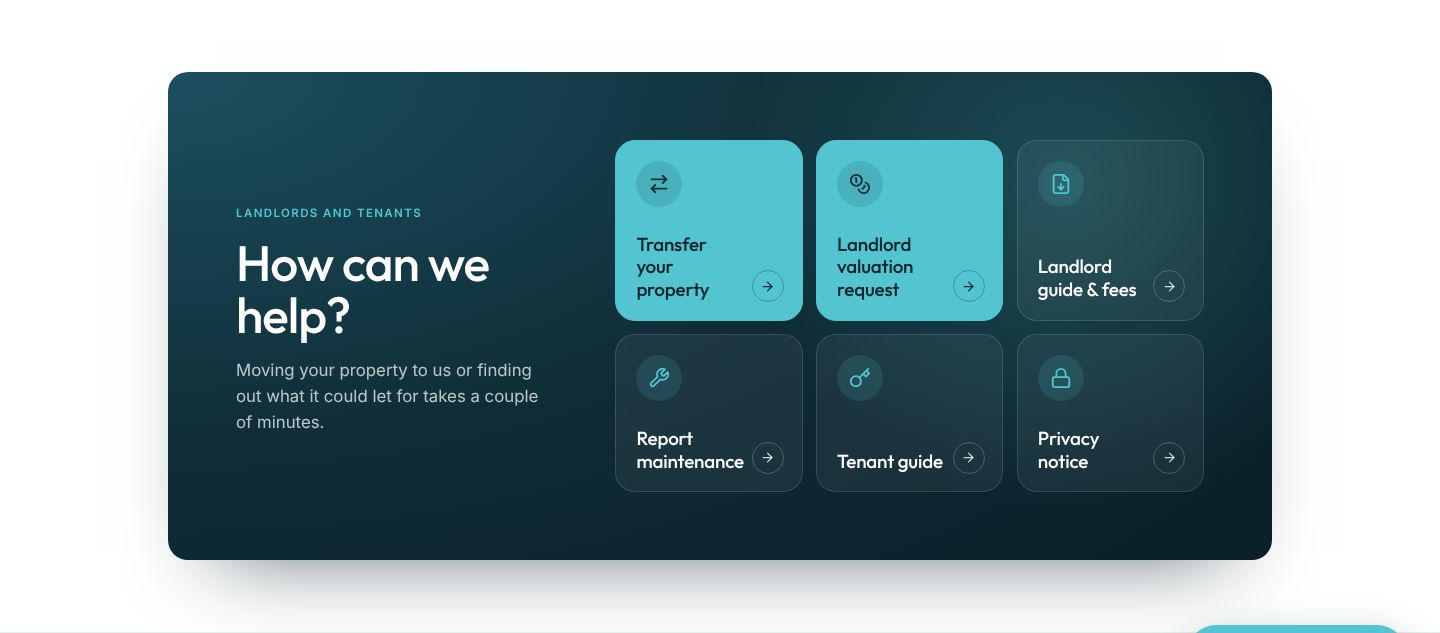 LANDLORDS AND TENANTS
How can we
help?
Moving your property to us or finding
out what it could let for takes a couple
of minutes.
Transfer
your
property
Landlord
valuation
request
Landlord
guide & fees
Report
maintenance
Tenant guide
Privacy
notice